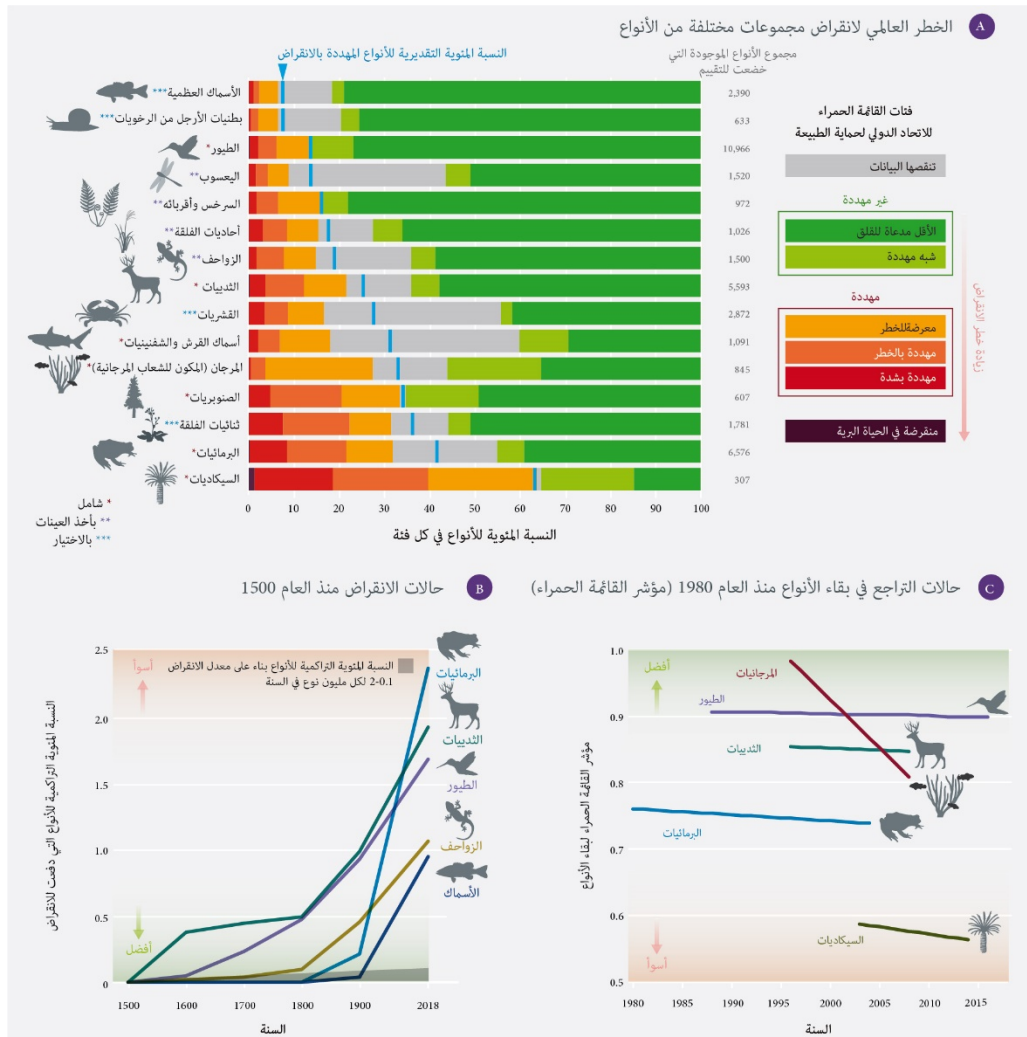 A الخطر العالمي لانقراض مجموعات مختلفة من الأنواع
النسبة المئوية التقديرية للأنواع المهددة بالانقراض
مجموع الأنواع الموجودة التي
خضعت للتقييم
الأسماك العظمية*** 2,390
بطنيات الأرجل من الرخويات*** 633
الطيور* 10,966
اليعسوب** 1,520
السرخس وأقربائه** 972
أحاديات الفلقة** 1,026
الزواحف** 1,500
الثدييات * 5,593
القشريات*** 2,872
أسماك القرش والشفنينيات* 1,091
المرجان (المكون للشعاب المرجانية)* 845
الصنوبريات* 607
ثنائيات الفلقة*** 1,781
البرمائيات* 6,576
السيكاديات* 307
0 10 20 30 40 50 60 70 80 90 100
النسبة المئوية للأنواع في كل فئة
* شامل
** بأخذ العينات
*** بالاختيار
فئات القائمة الحمراء
للاتحاد الدولي لحماية الطبيعة
تنقصها البيانات
غير مهددة
الأقل مدعاة للقلق
شبه مهددة
مهددة
معرضةللخطر
مهددة بالخطر
مهددة بشدة
منقرضة في الحياة البرية
زيادة خطر الانقراض
B حالات الانقراض منذ العام 1500
النسبة المئوية التراكمية للأنواع التي دفعت للانقراض
2.5
2.0
1.5
1.0
0.5
0
أسوأ
النسبة المئوية التراكمية للأنواع بناء على معدل الانقراض
2-0.1 لكل مليون نوع في السنة
أفضل
البرمائيات
الثدييات
الطيور
الزواحف
الأسماك
1500 1600 1700 1800 1900 2018
السنة
C حالات التراجع في بقاء الأنواع منذ العام 1980 (مؤشر القائمة الحمراء)
مؤشر القائمة الحمراء لبقاء الأنواع
1.0
0.9
0.8
0.7
0.6
0.5
أفضل
المرجانيات
الطيور
الثدييات
البرمائيات
السيكاديات
أسوأ
1980 1985 1990 1995 2000 2005 2010 2015
السنة